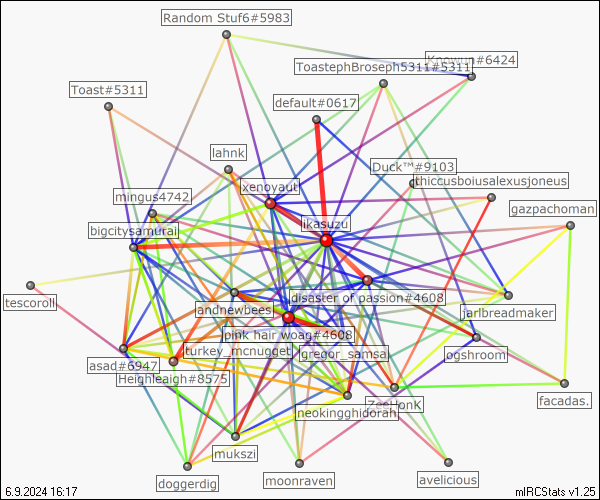 Random Stuf6#5983
Knowun#6424
ToastephBroseph5311#5311
Toast#5311
default#0617
lahnk
Duck™#9103
thiccusboiusalexusjoneus
xenoyaut
mingus4742
gazpachoman
ikasuzu
bigcitysamurai
tescoroll
disaster of passion#4608
andnewbees
jarlbreadmaker
pink hair woag#4608
turkey_mcnugget
gregor_samsa
ogshroom
asad#6947
Heighleaigh#8575
ZeeHonK
facadas.
neokingghidorah
mukszi
doggerdig
moonraven
avelicious
6.9.2024 16:17
mIRCStats v1.25